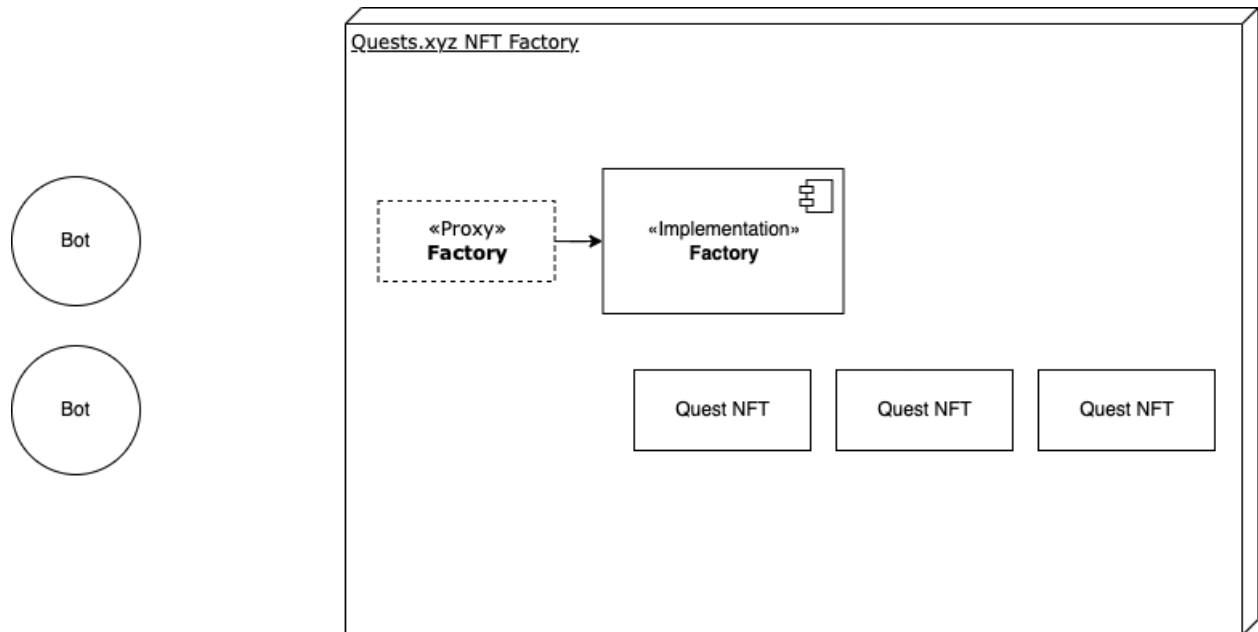 Quests.xyz NFT Factory
Bot
«Proxy»
Factory
«Implementation»
Factory
Bot
Quest NFT
Quest NFT
Quest NFT